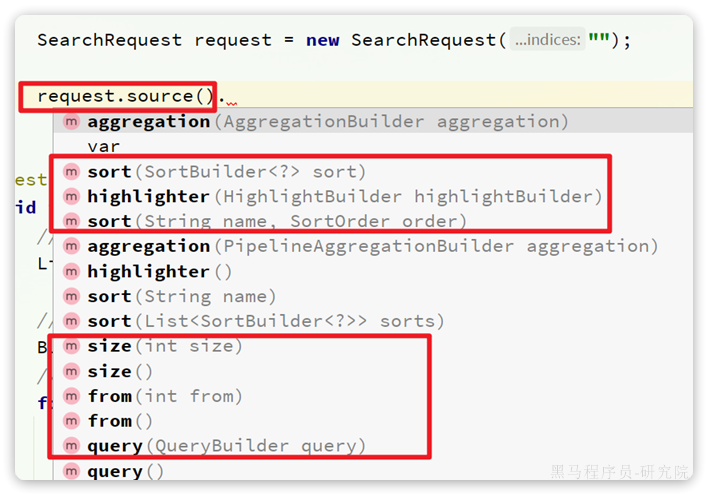 SearchRequest request = new SearchRequest( ...indices: "");
request.source().
m aggregation(AggregationBuilder aggregation)
var
est
m sort(SortBuilder<?> sort)
id
m highlighter(HighlightBuilder highlightBuilder)
m sort(String name, SortOrder order)
//
m aggregation(PipelineAggregationBuilder aggregation)
L
m highlighter()
m sort(String name)
//
m sort(List<SortBuilder<?>> sorts)
B
m size(int size)
m size()
f
m from(int from)
m from()
m query(QueryBuilder query)
m query()
黑马程序员-研究院